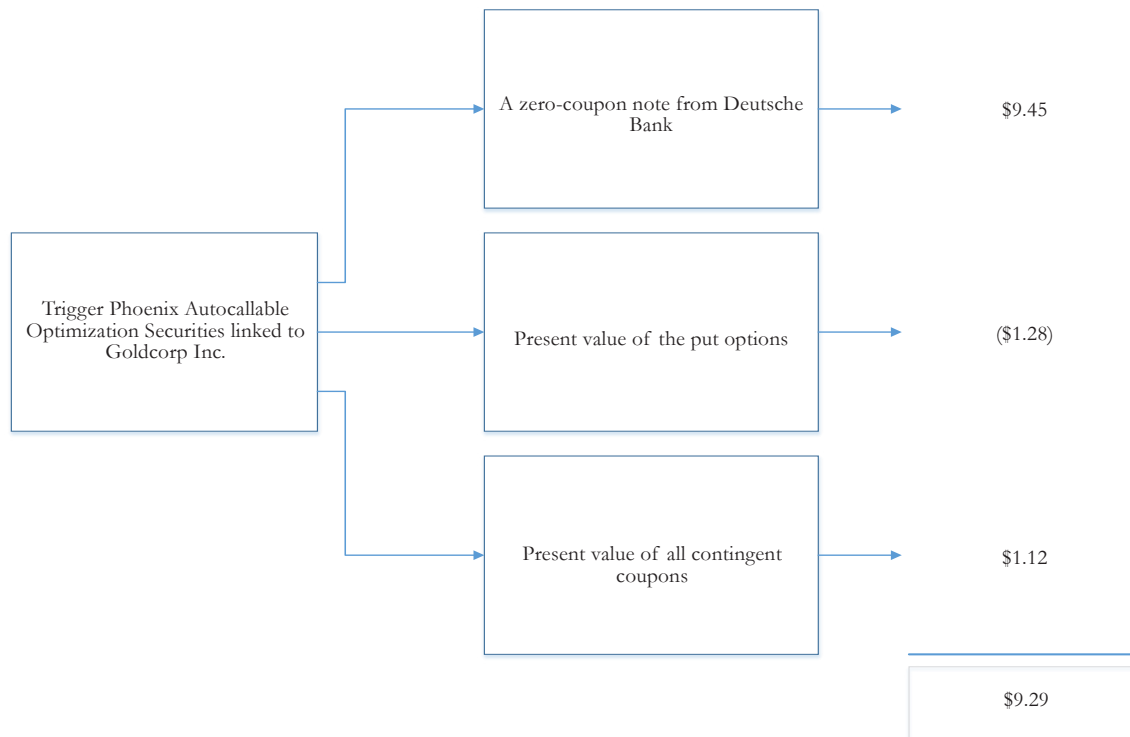 A zero-coupon note from Deutsche
Bank
$9.45
Trigger Phoenix Autocallable
Optimization Securities linked to
Goldcorp Inc.
Present value of the put options
($1.28)
Present value of all contingent
coupons
$1.12
$9.29